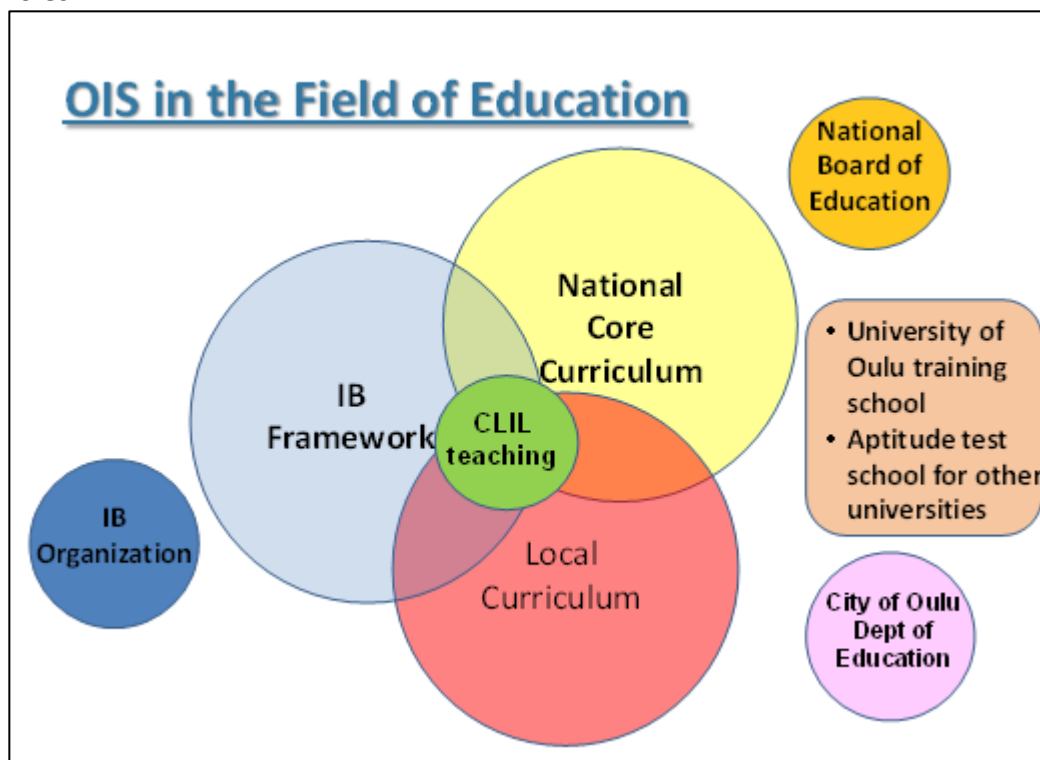 OIS in the Field of Education
National
Board of
Education
National
Core
Curriculum
• University of
Oulu training
school
• Aptitude test
school for other
universities
IB
Framework
CLIL
teaching
IB
Organization
Local
Curriculum
City of Oulu
Dept of
Education